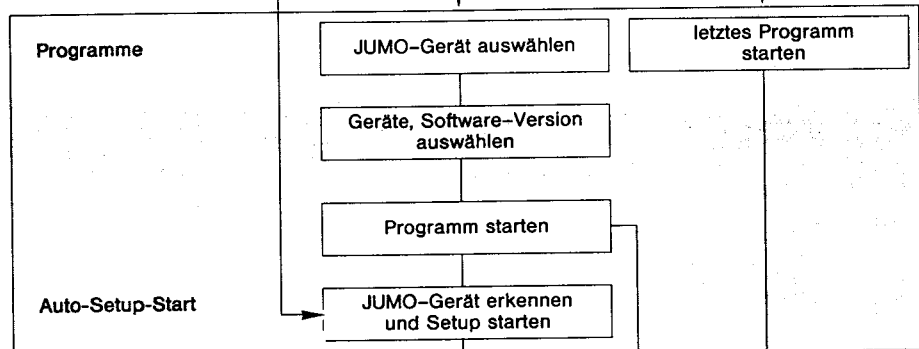 Programme
JUMO-Gerät auswählen
letztes Programm
starten
Geräte, Software-Version
auswählen
Programm starten
Auto-Setup-Start
JUMO-Gerät erkennen
und Setup starten